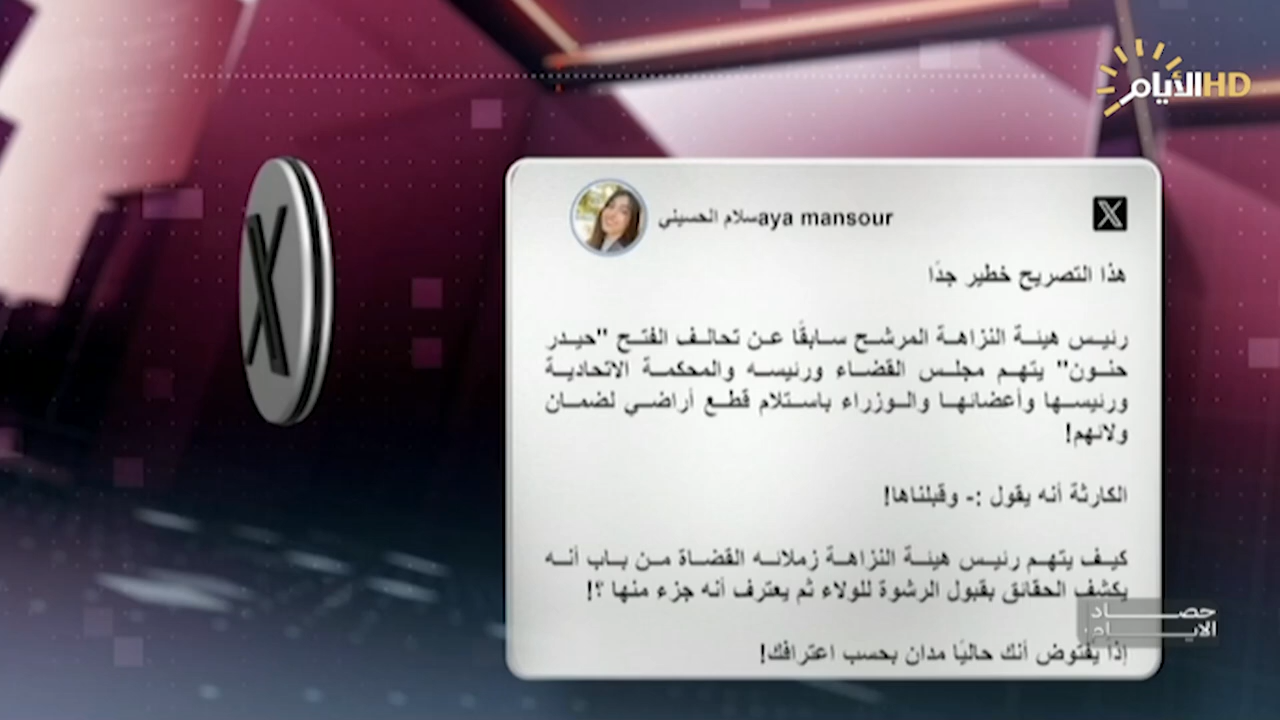 الأيام HD
aya mansour سلام الحسيني
هذا التصريح خطير جدًا
رئيس هيئة النزاهة المرشح سابقًا عن تحالف الفتح "حيدر
حنون" يتهم مجلس القضاء ورئيسه والمحكمة الاتحادية
ورئيسها وأعضائها والوزراء باستلام قطع أراضي لضمان
ولائهم!
الكارثة أنه يقول :- وقبلناها!
كيف يتهم رئيس هيئة النزاهة زملائه القضاة من باب أنه
يكشف الحقائق بقبول الرشوة للولاء ثم يعترف أنه جزء منها ؟!
حصاد
الايام
إذا يفتوض أنك حاليًا مدان بحسب اعترافك!